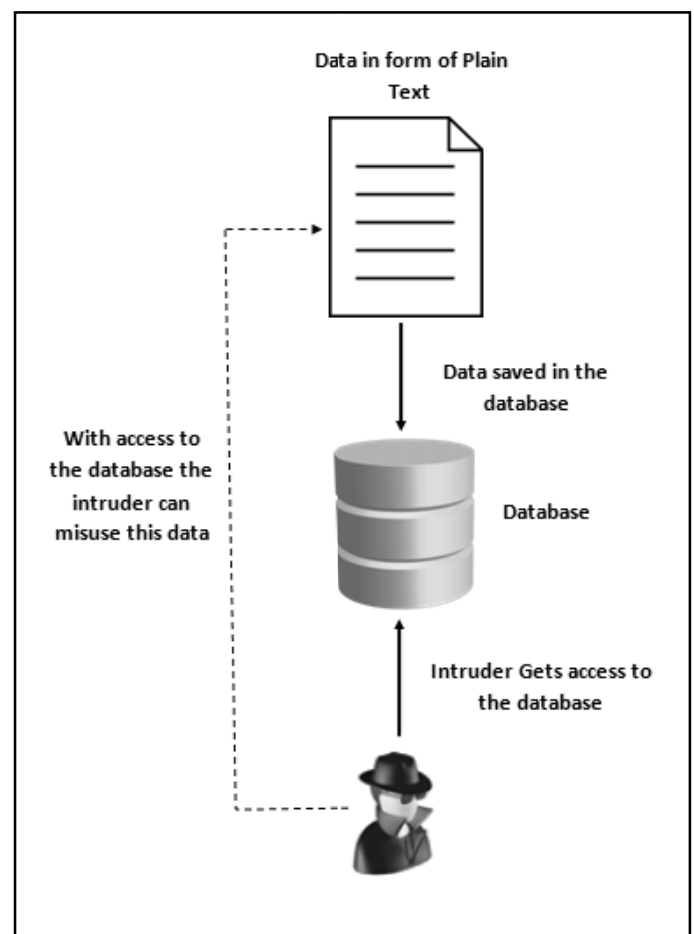 Data in form of Plain
Text
Data saved in the
database
With access to
the database the
intruder can
misuse this data
Database
Intruder Gets access to
the database